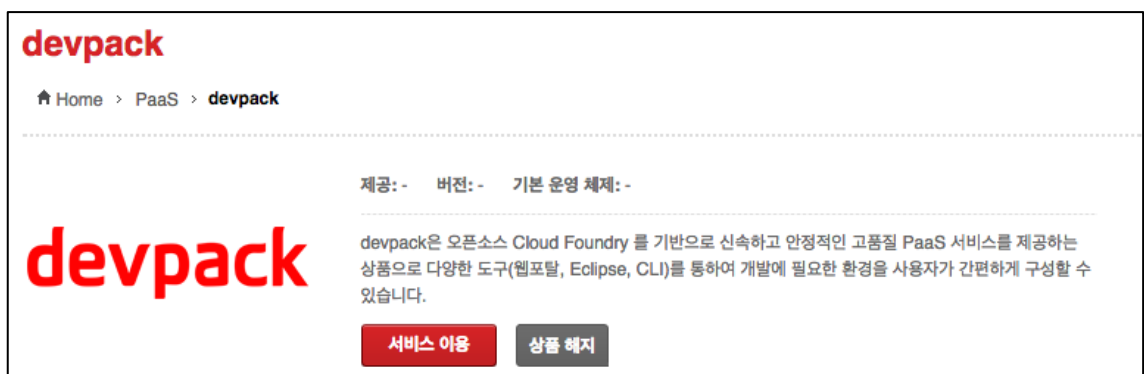 devpack
Home > PaaS > devpack
제공: - 버전: - 기본 운영 체제: -
devpack
devpack은 오픈소스 Cloud Foundry 를 기반으로 신속하고 안정적인 고품질 PaaS 서비스를 제공하는
상품으로 다양한 도구(웹포탈, Eclipse, CLI)를 통하여 개발에 필요한 환경을 사용자가 간편하게 구성할 수
있습니다.
서비스 이용 상품 해지